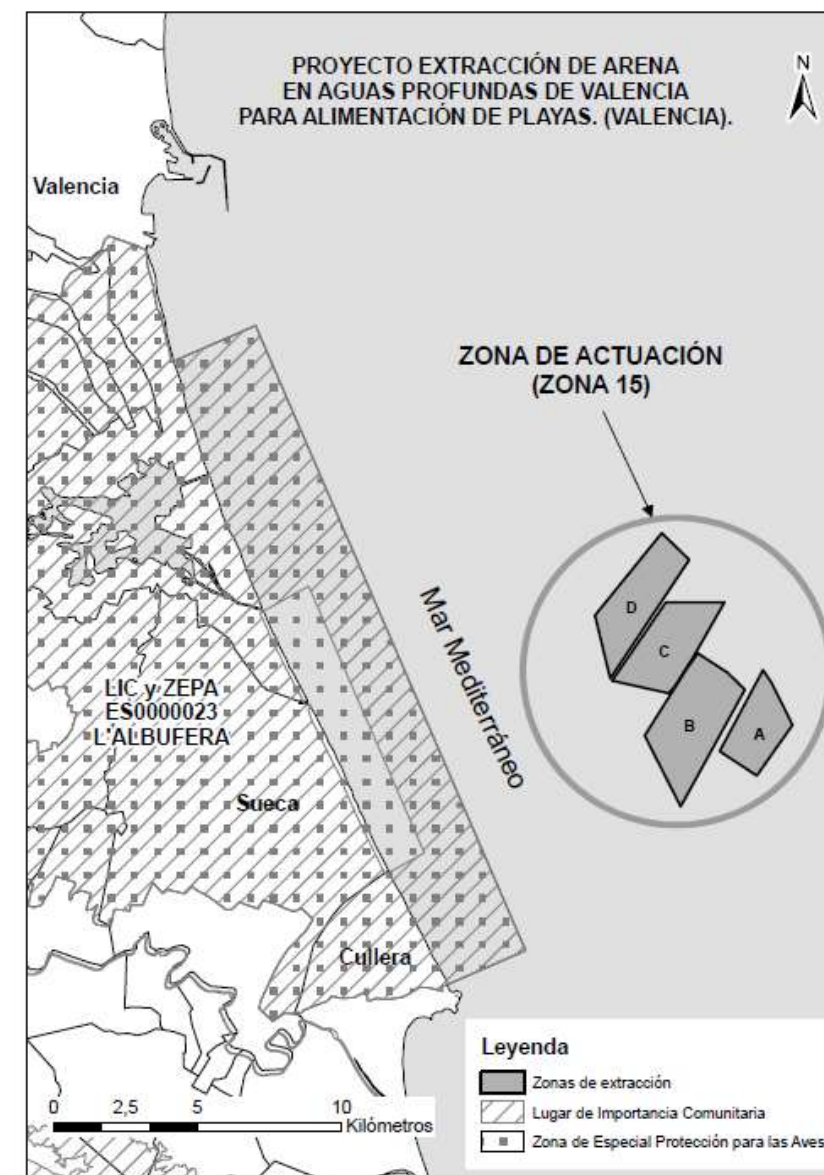 PROYECTO EXTRACCIÓN DE ARENA
EN AGUAS PROFUNDAS DE VALENCIA
PARA ALIMENTACIÓN DE PLAYAS. (VALENCIA).
N
Valencia
ZONA DE ACTUACIÓN
(ZONA 15)
D
C
B
A
Mar Mediterráneo
LIC y ZEPA
ES0000023
L'ALBUFERA
Sueca
Cullera
Leyenda
Zonas de extracción
Lugar de Importancia Comunitaria
Zona de Especial Protección para las Aves
0 2,5 5 10
Kilómetros